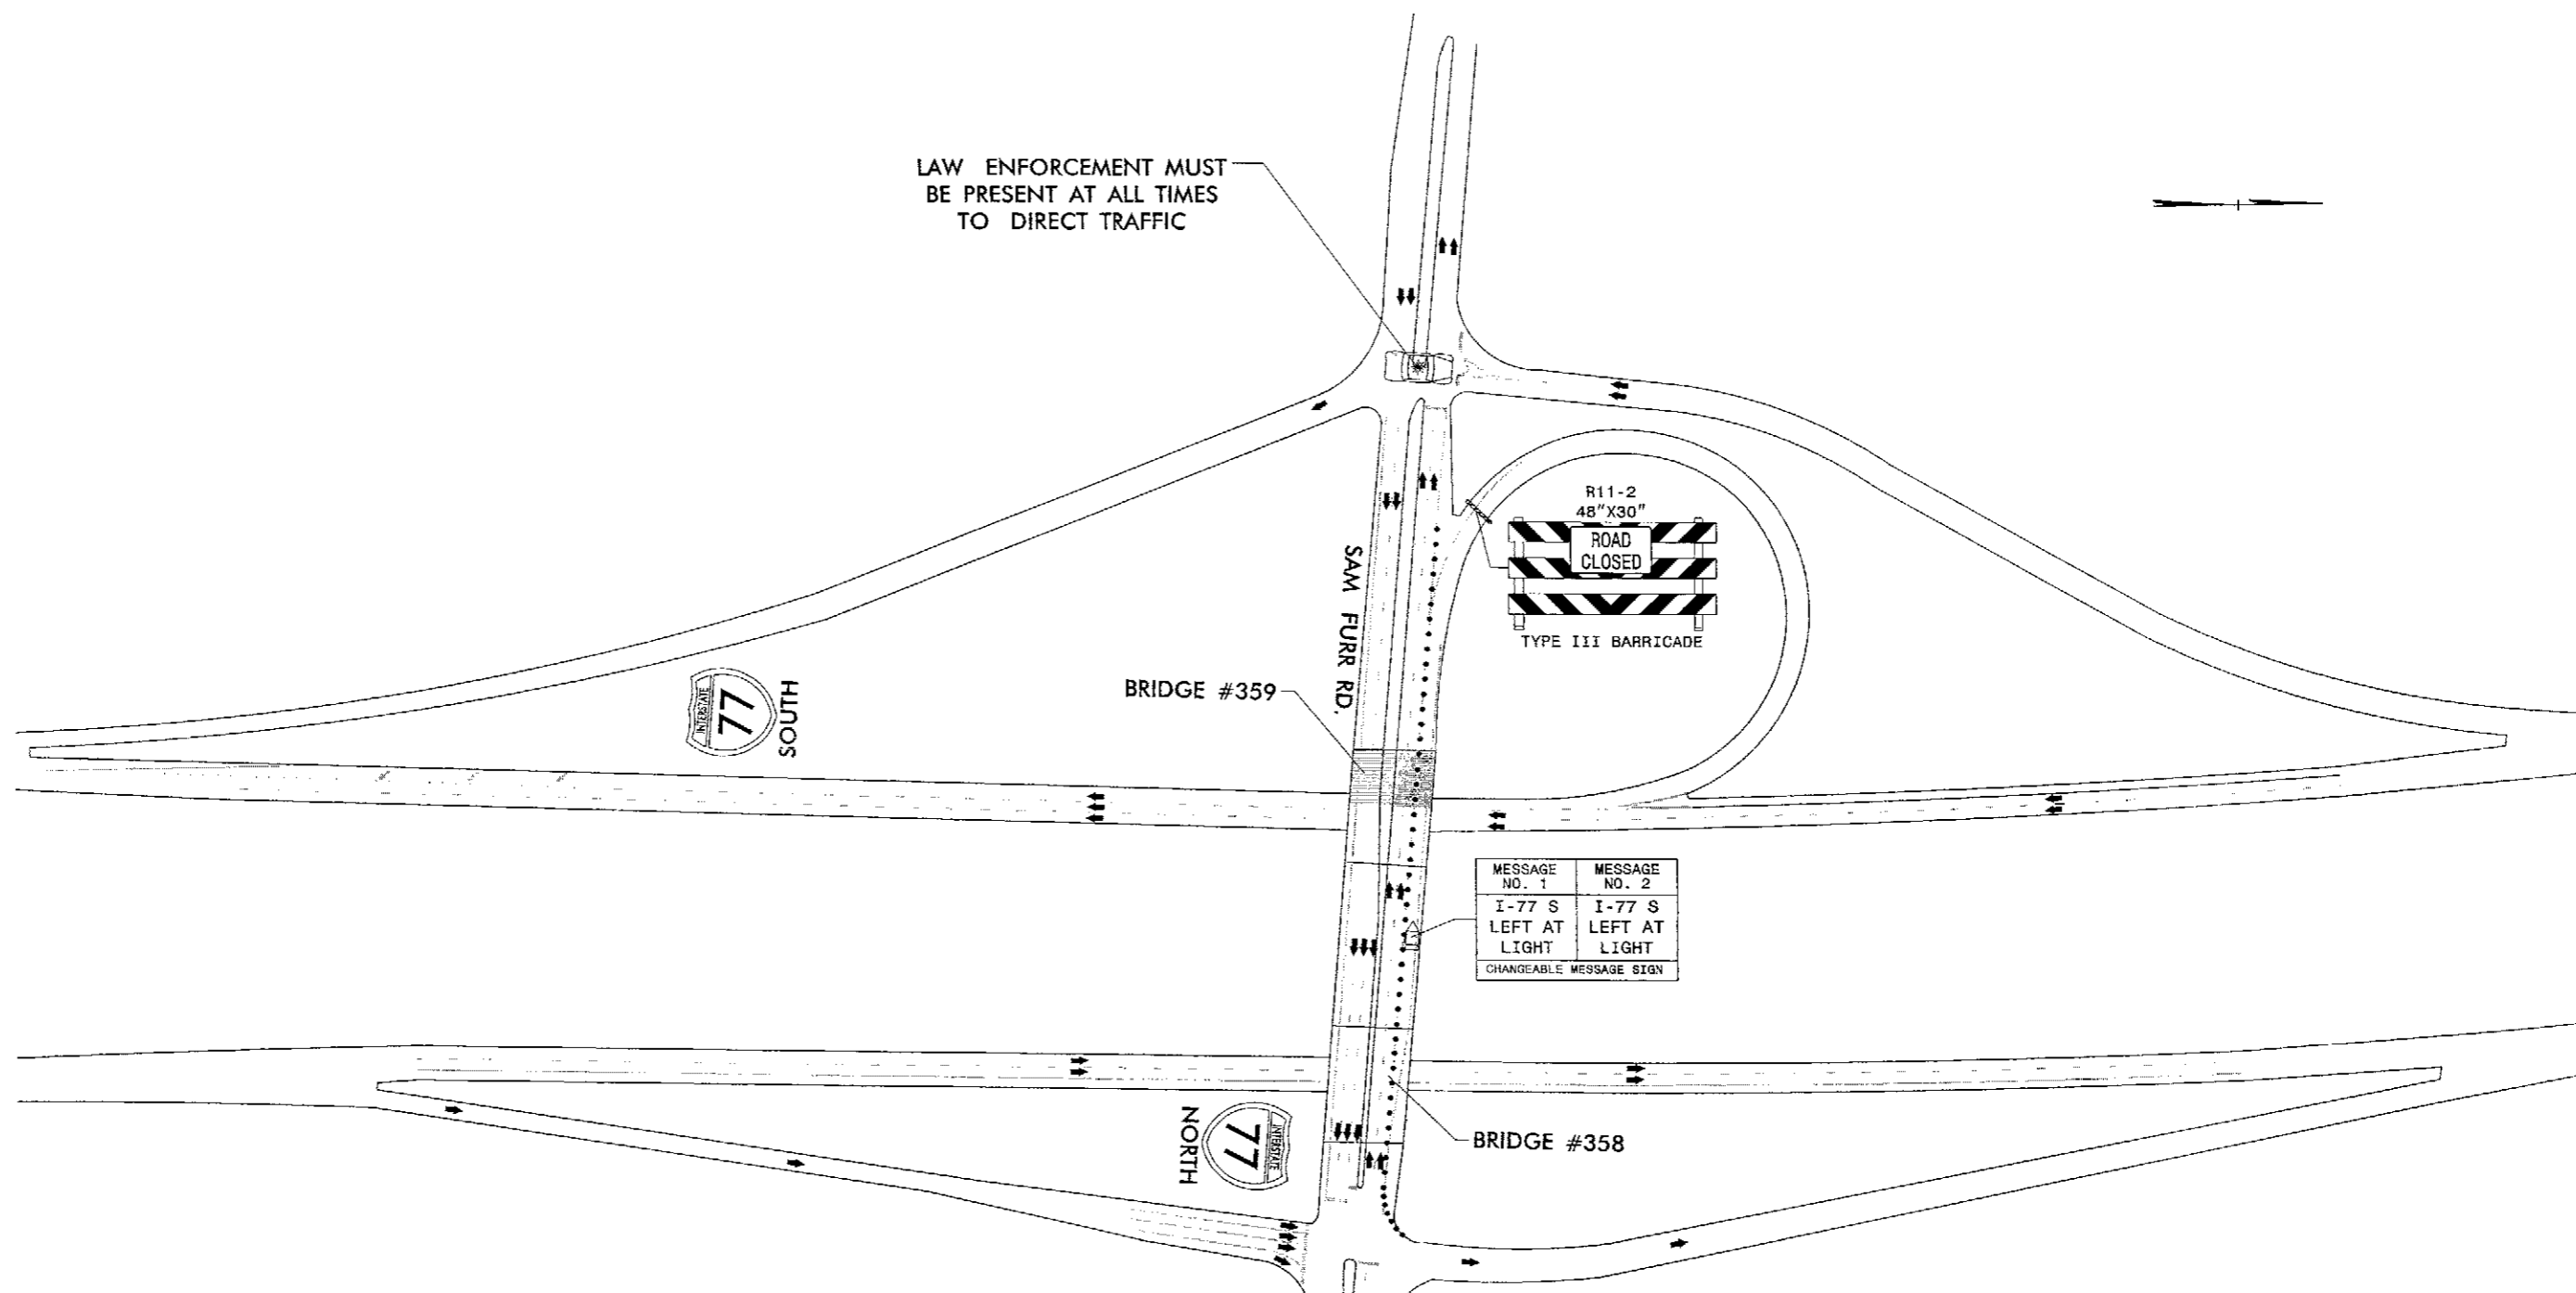 LAW ENFORCEMENT MUST
BE PRESENT AT ALL TIMES
TO DIRECT TRAFFIC
R11-2
48"X30"
ROAD
CLOSED
TYPE III BARRICADE
SAM FURR RD.
BRIDGE #359
INTERSTATE
77
SOUTH
MESSAGE
NO. 1
MESSAGE
NO. 2
I-77 S
LEFT AT
LIGHT
I-77 S
LEFT AT
LIGHT
CHANGEABLE MESSAGE SIGN
INTERSTATE
77
NORTH
BRIDGE #358